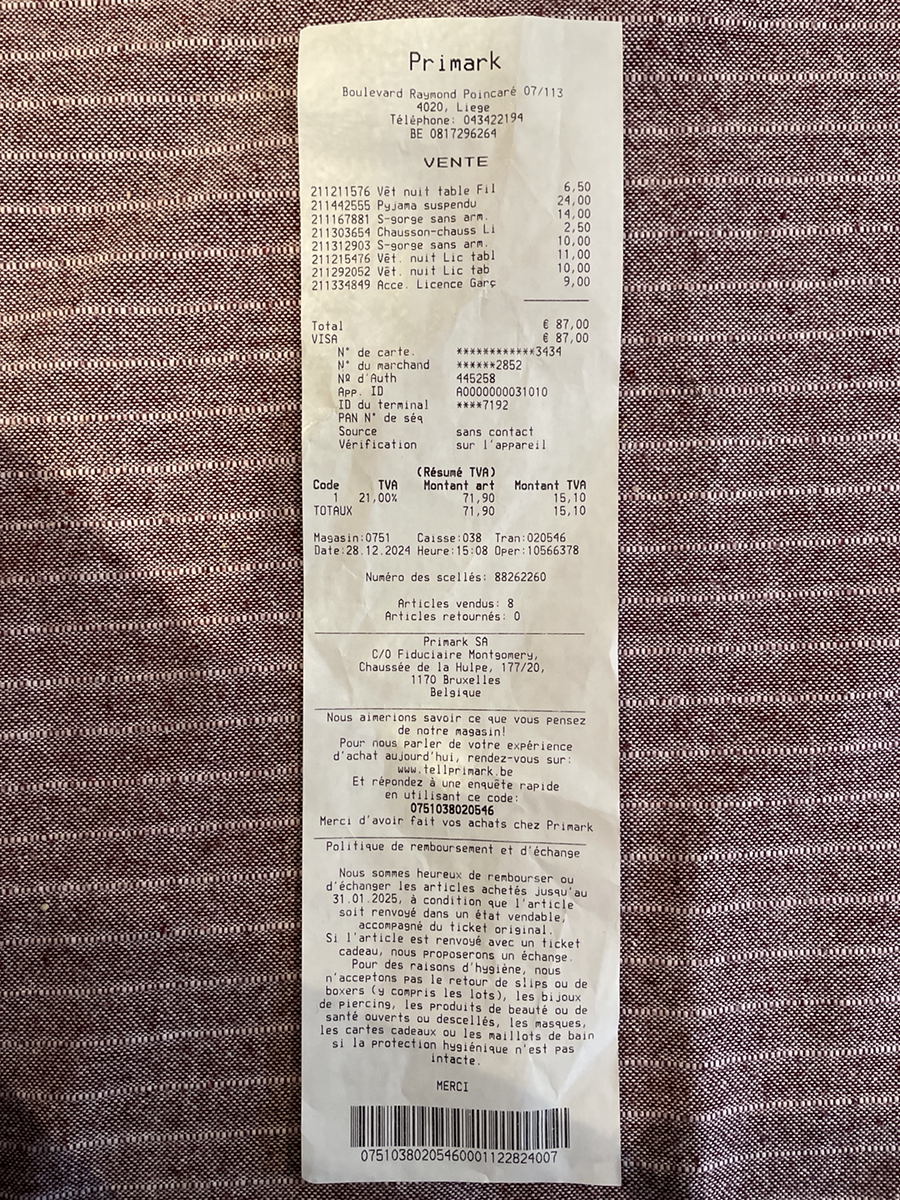 Primark
Boulevard Raymond Poincaré 07/113
4020, Liege
Téléphone: 043422194
BE 0817296264
VENTE
211211576 Vêt nuit table Fil 6,50
211442555 Pyjama suspendu 24,00
211167881 S-gorge sans arm. 14,00
211303654 Chausson-chauss Li 2,50
211312903 S-gorge sans arm. 10,00
211215476 Vêt. nuit Lic tabl 11,00
211292052 Vêt. nuit Lic tab 10,00
211334849 Acce. Licence Garç 9,00
Total € 87,00
VISA € 87,00
N° de carte. ************3434
N° du marchand ******2852
Nº d'Auth 445258
App. ID A0000000031010
ID du terminal ****7192
PAN N° de séq
Source sans contact
Vérification sur l'appareil
(Résumé TVA)
Code TVA Montant art Montant TVA
1 21,00% 71,90 15,10
TOTAUX 71,90 15,10
Magasin:0751 Caisse:038 Tran:020546
Date:28.12.2024 Heure:15:08 Oper:10566378
Numéro des scellés: 88262260
Articles vendus: 8
Articles retournés: 0
Primark SA
C/O Fiduciaire Montgomery,
Chaussée de la Hulpe, 177/20,
1170 Bruxelles
Belgique
Nous aimerions savoir ce que vous pensez
de notre magasin!
Pour nous parler de votre expérience
d'achat aujourd'hui, rendez-vous sur:
www.tellprimark.be
Et répondez à une enquête rapide
en utilisant ce code:
0751038020546
Merci d'avoir fait vos achats chez Primark
Politique de remboursement et d'échange
Nous sommes heureux de rembourser ou
d'échanger les articles achetés jusqu'au
31.01.2025, à condition que l'article
soit renvoyé dans un état vendable,
accompagné du ticket original.
Si l'article est renvoyé avec un ticket
cadeau, nous proposerons un échange.
Pour des raisons d'hygiène, nous
n'acceptons pas le retour de slips ou de
boxers (y compris les lots), les bijoux
de piercing, les produits de beauté ou de
santé ouverts ou descellés, les masques,
les cartes cadeaux ou les maillots de bain
si la protection hygiénique n'est pas
intacte.
MERCI
07510380205460001122824007